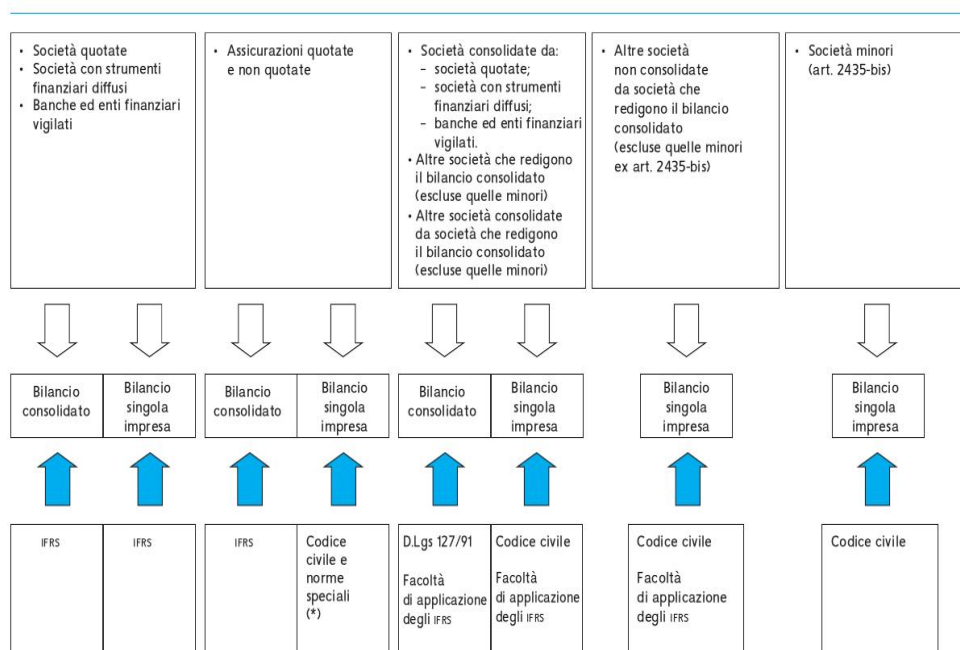 • Società quotate
• Società con strumenti
finanziari diffusi
• Banche ed enti finanziari
vigilati
• Assicurazioni quotate
e non quotate
• Società consolidate da:
– società quotate;
– società con strumenti
finanziari diffusi;
– banche ed enti finanziari
vigilati.
• Altre società che redigono
il bilancio consolidato
(escluse quelle minori)
• Altre società consolidate
da società che redigono
il bilancio consolidato
(escluse quelle minori)
• Altre società
non consolidate
da società che
redigono il bilancio
consolidato
(escluse quelle minori
ex art. 2435-bis)
• Società minori
(art. 2435-bis)
Bilancio
consolidato
Bilancio
singola
impresa
Bilancio
consolidato
Bilancio
singola
impresa
Bilancio
consolidato
Bilancio
singola
impresa
Bilancio
singola
impresa
Bilancio
singola
impresa
IFRS
IFRS
IFRS
Codice
civile e
norme
speciali
(*)
D.Lgs 127/91
Facoltà
di applicazione
degli IFRS
Codice civile
Facoltà
di applicazione
degli IFRS
Codice civile
Facoltà
di applicazione
degli IFRS
Codice civile